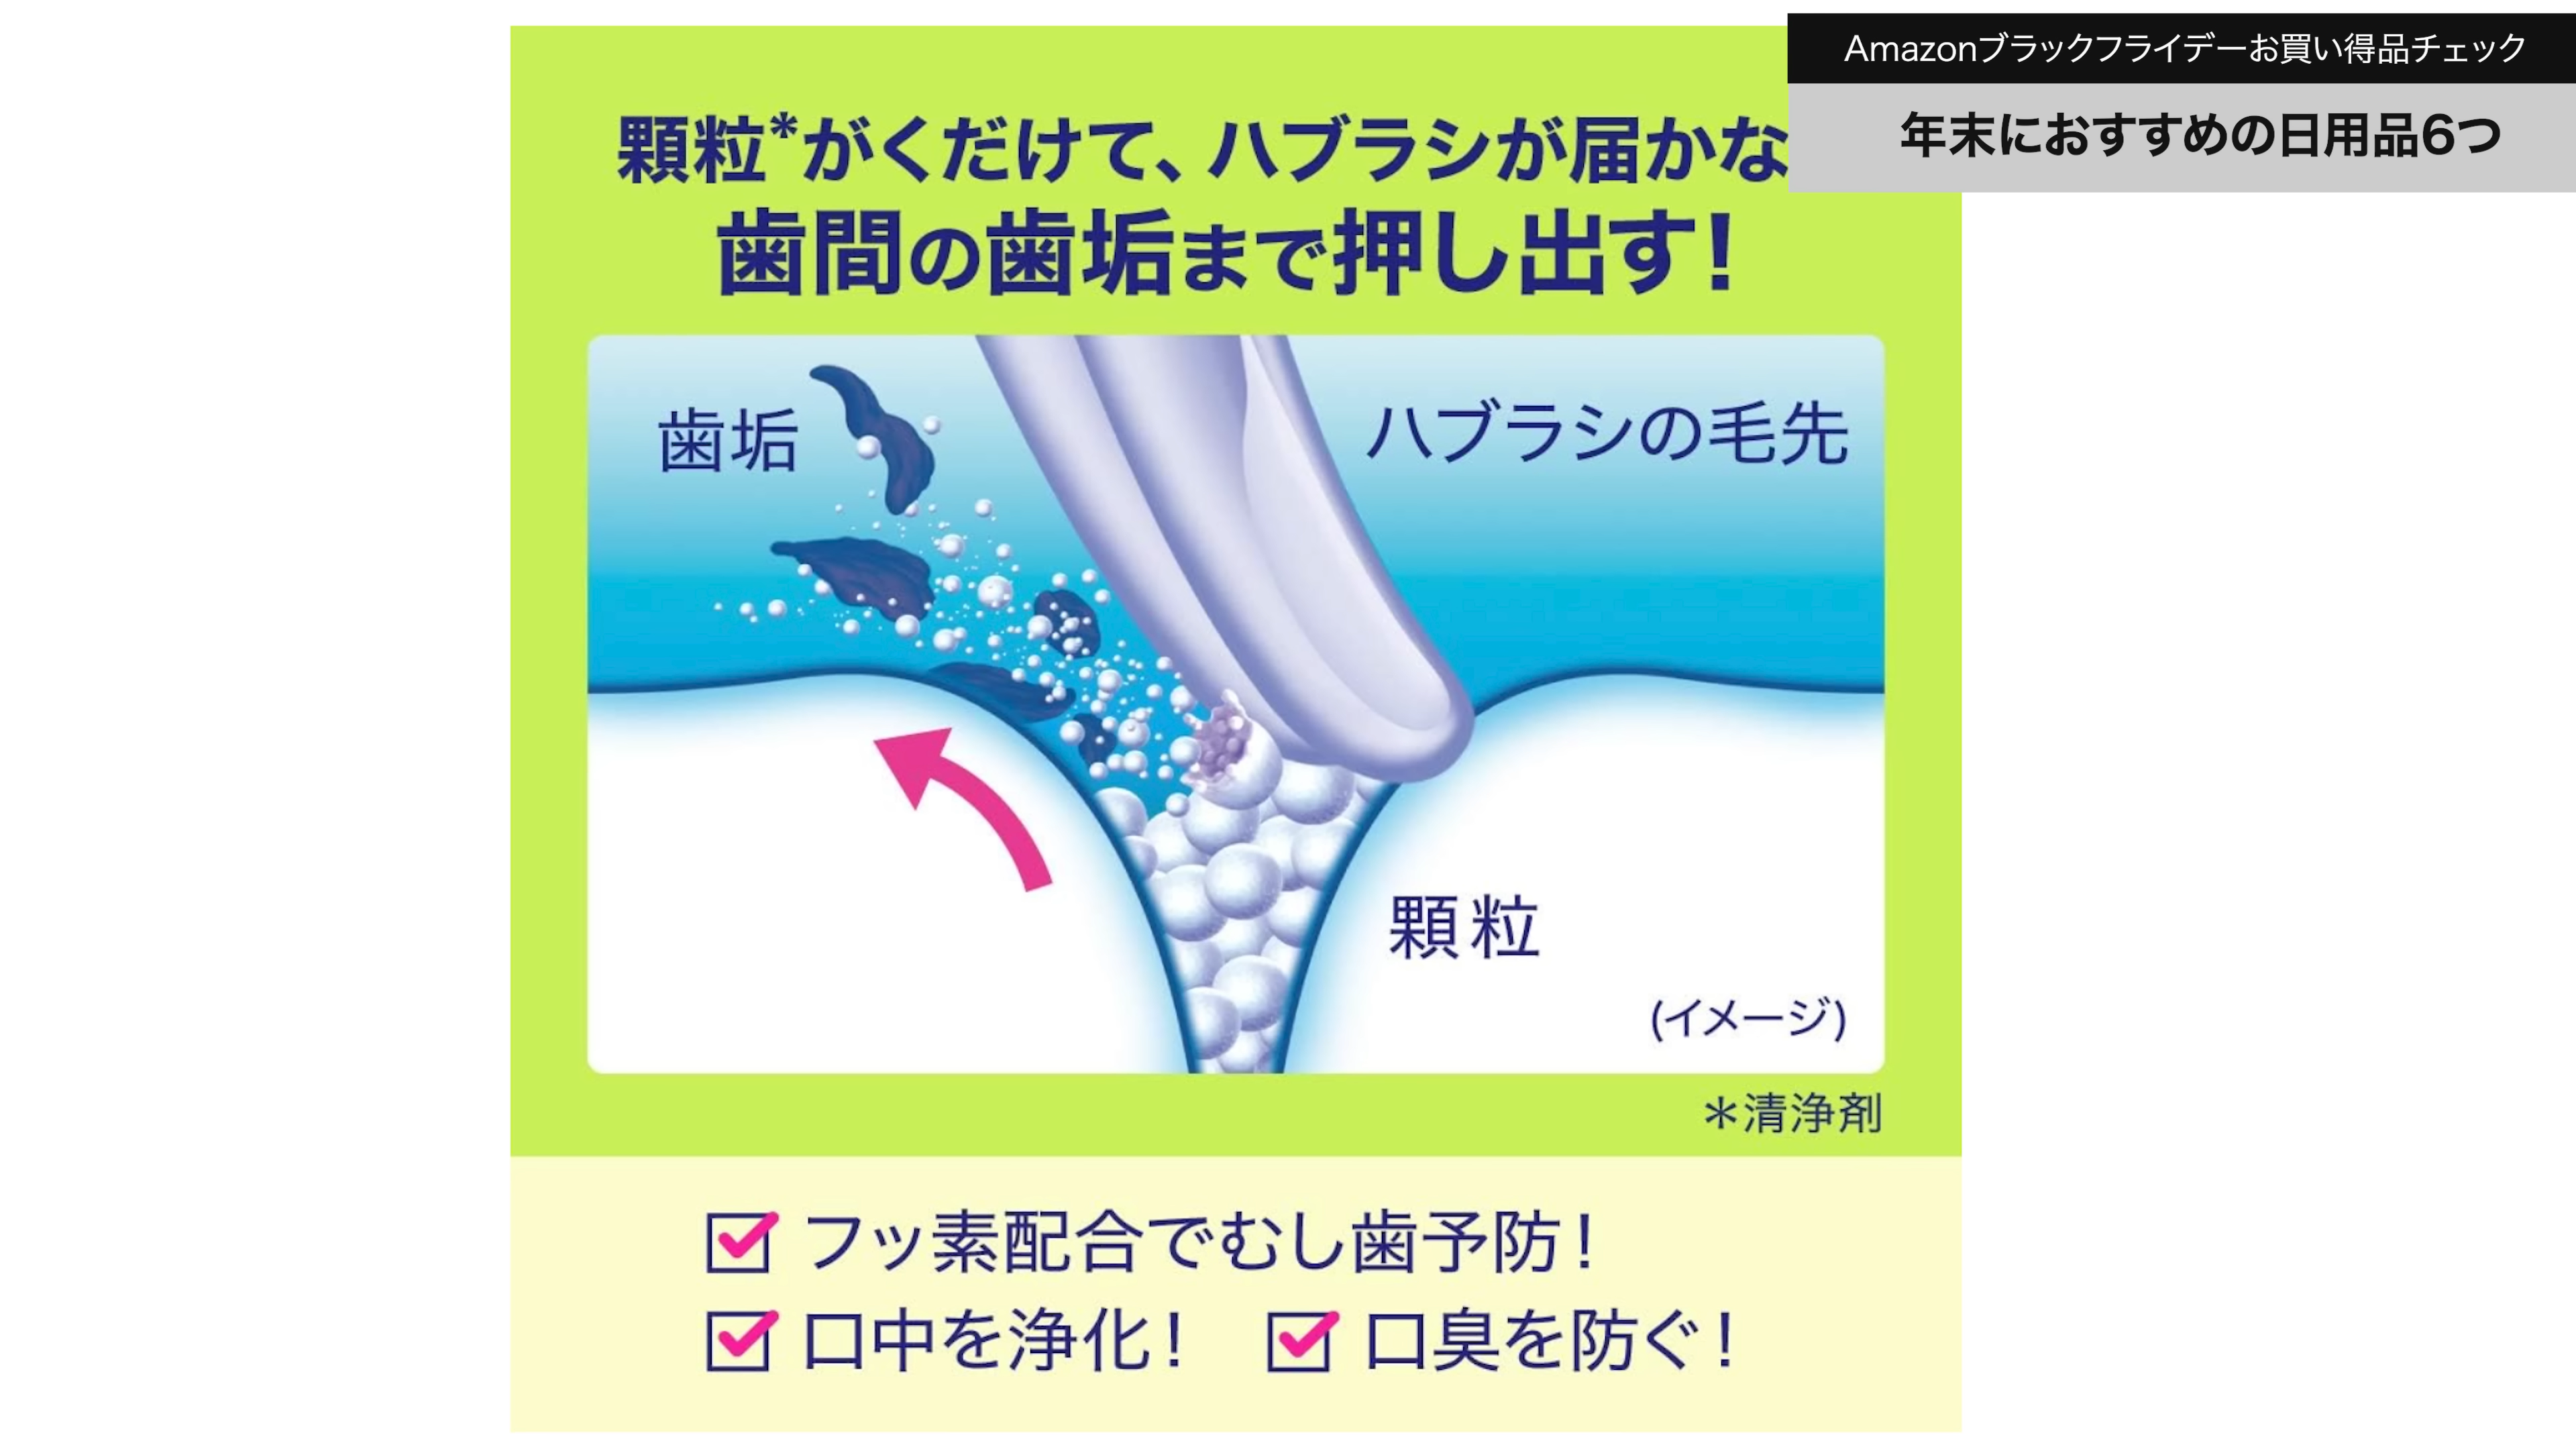 Amazonブラックフライデーお買い得品チェック
年末におすすめの日用品6つ
顆粒*がくだけて、ハブラシが届かな
歯間の歯垢まで押し出す!
歯垢
ハブラシの毛先
顆粒
(イメージ)
*清浄剤
フッ素配合でむし歯予防!
口中を浄化! 口臭を防ぐ!